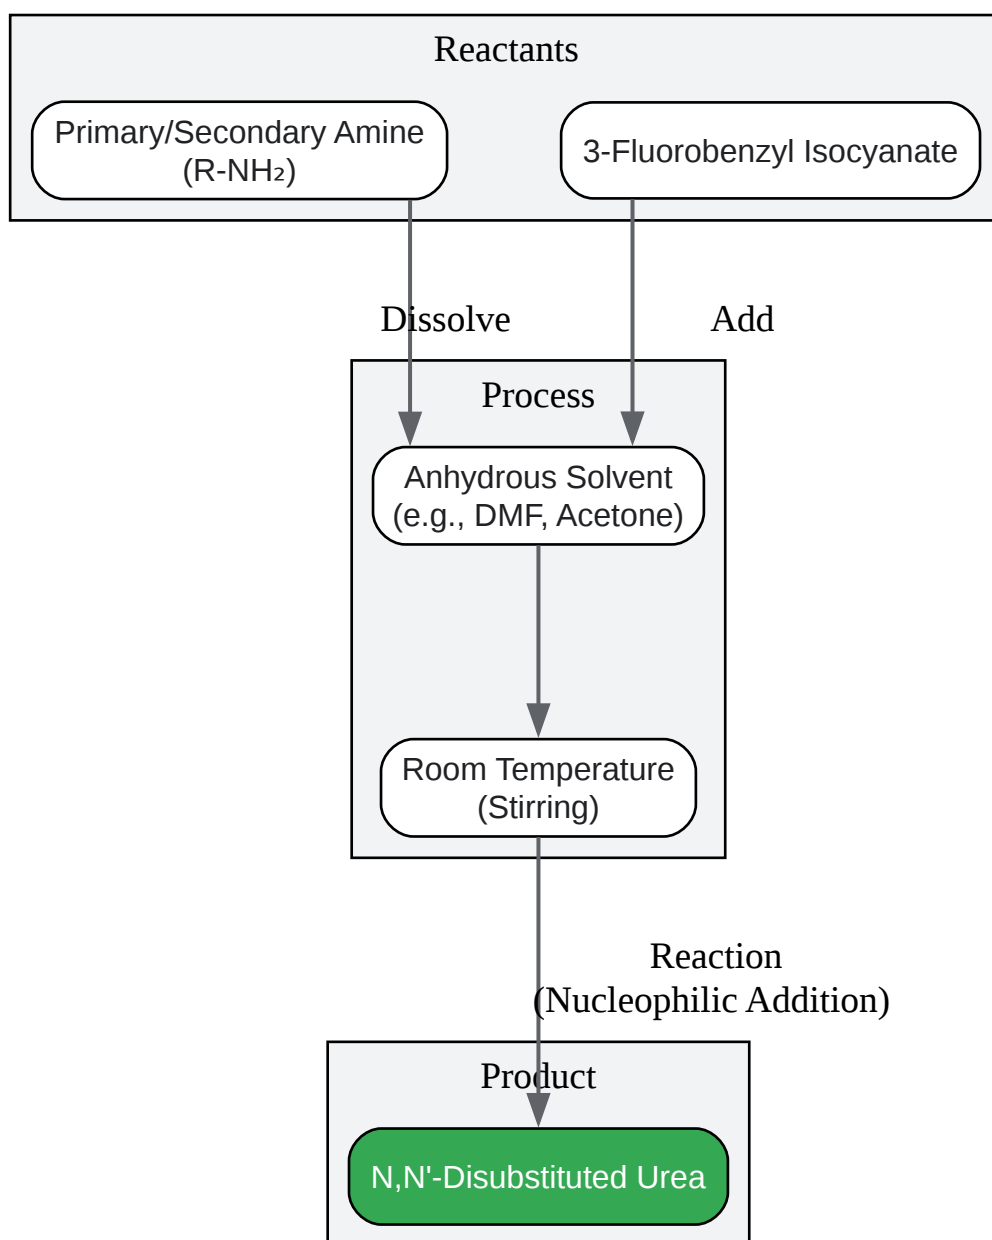 Reactants
Primary/Secondary Amine
(R-NH₂)
3-Fluorobenzyl Isocyanate
Dissolve
Add
Process
Anhydrous Solvent
(e.g., DMF, Acetone)
Room Temperature
(Stirring)
Reaction
(Nucleophilic Addition)
Product
N,N'-Disubstituted Urea